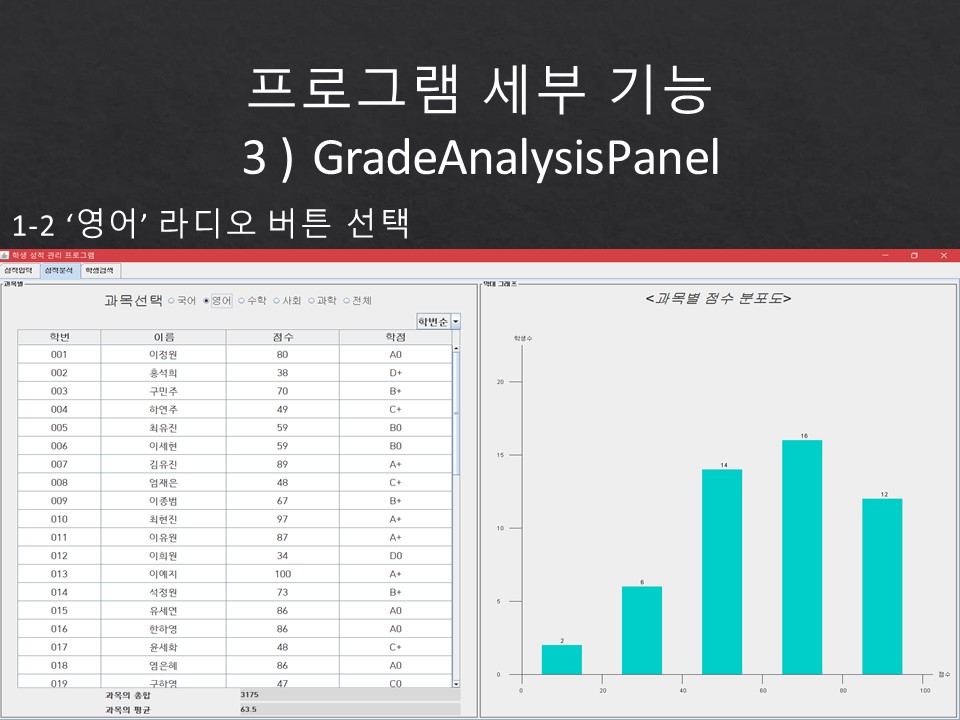 프로그램 세부 기능
3 ) GradeAnalysisPanel
1-2 ‘영어’ 라디오 버튼 선택
학생 성적 관리 프로그램
성적입력 성적분석 학생검색
과목별
과목선택 국어 영어 수학 사회 과학 전체
학번순
학번 이름 점수 학점
001 이정원 80 A0
002 홍석희 38 D+
003 구민주 70 B+
004 하연주 49 C+
005 최유진 59 B0
006 이세현 59 B0
007 김유진 89 A+
008 엄재은 48 C+
009 이종범 67 B+
010 최현진 97 A+
011 이유원 87 A+
012 이희원 34 D0
013 이예지 100 A+
014 석정원 73 B+
015 유세연 86 A0
016 한하영 86 A0
017 윤세화 48 C+
018 염은혜 86 A0
019 구하영 47 C0
과목의 총합 3175
과목의 평균 63.5
막대 그래프
<과목별 점수 분포도>
학생수
20
15
10
5
0
2 6 14 16 12
0 20 40 60 80 100
점수